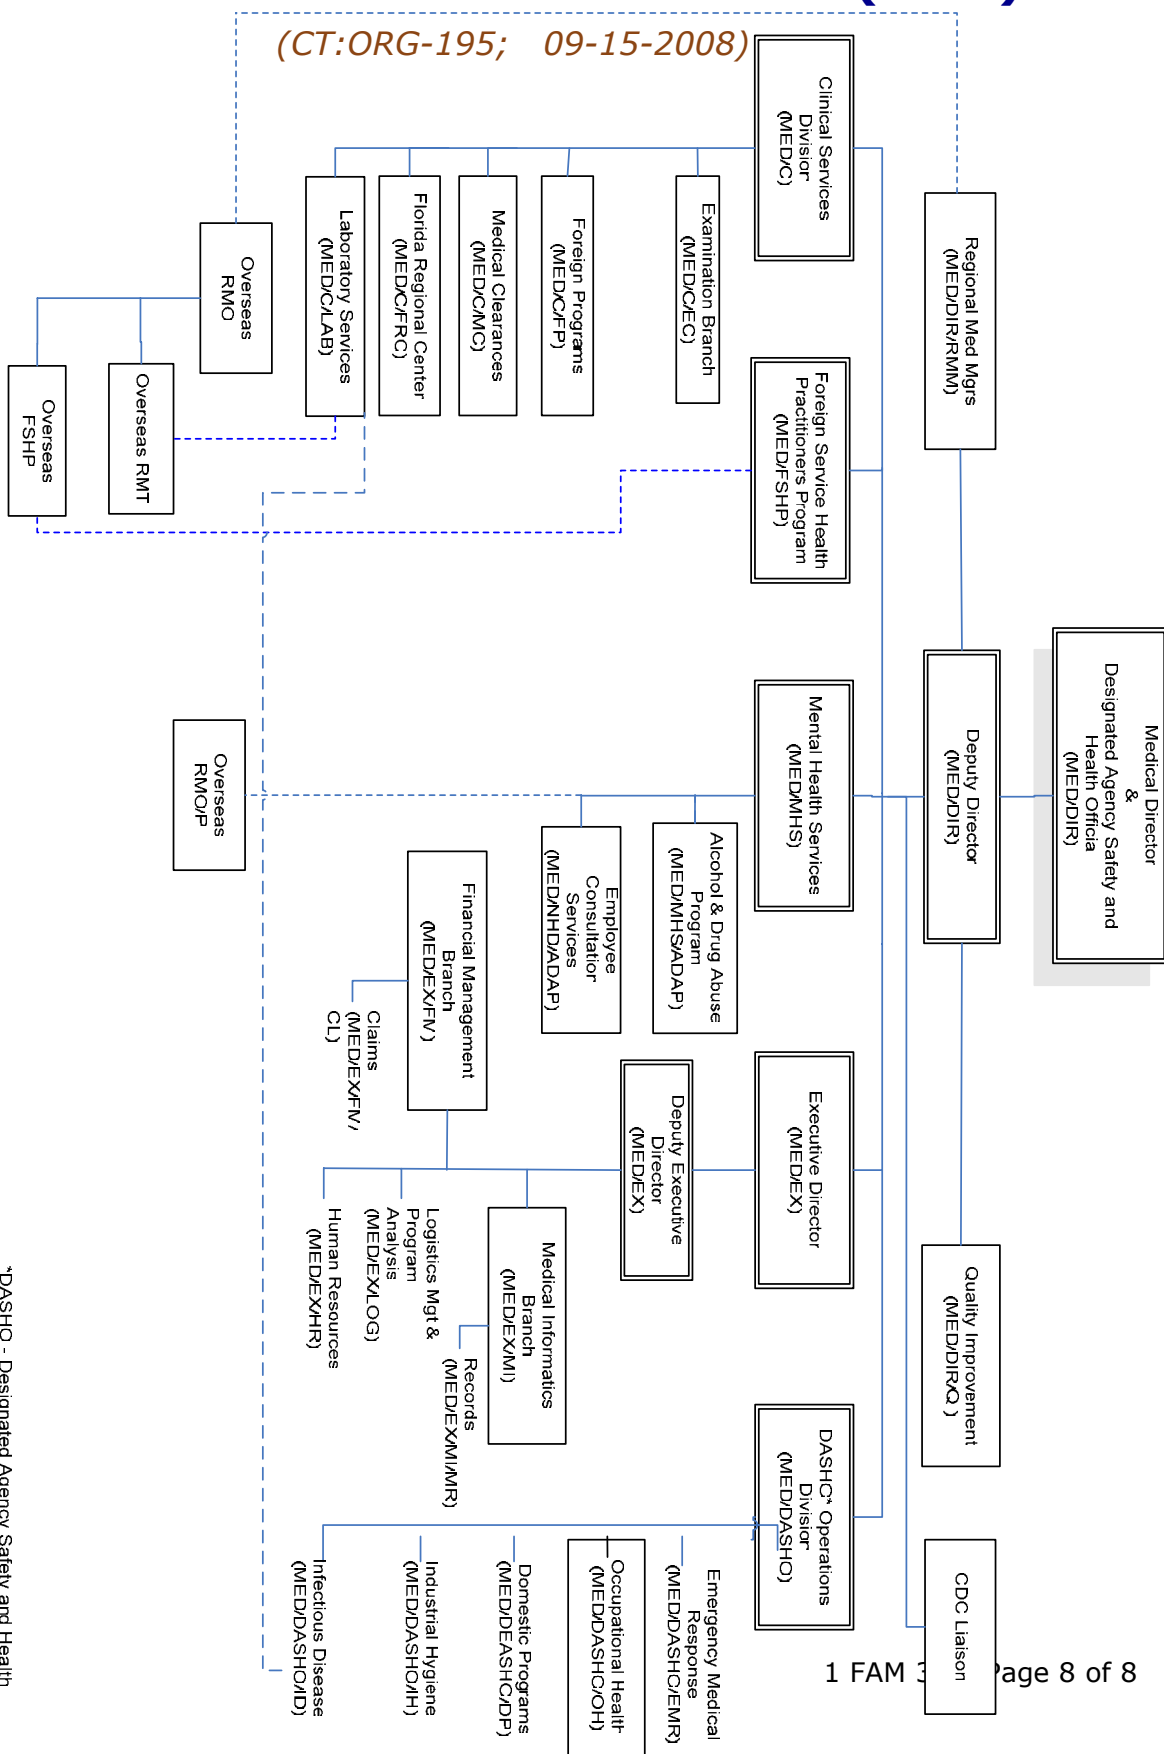 (CT:ORG-195;   09-15-2008)
Medical Director
&
Designated Agency Safety and
Health Officia
(MED/DIR)
Regional Med Mgrs
(MED/DIR/RMM)
Deputy Director
(MED/DIR)
Quality Improvement
(MED/DIR/Q )
CDC Liaison
Clinical Services
Division
(MED/C)
Foreign Service Health
Practitioners Program
(MED/FSHP)
Mental Health Services
(MED/MHS)
Executive Director
(MED/EX)
DASHC* Operations
Division
(MED/DASHO)
Examination Branch
(MED/C/EC)
Foreign Programs
(MED/C/FP)
Medical Clearances
(MED/C/MC)
Florida Regional Center
(MED/C/FRC)
Laboratory Services
(MED/C/LAB)
Overseas
RMO
Overseas RMT
Overseas
FSHP
Alcohol & Drug Abuse
Program
(MED/MHS/ADAP)
Employee
Consultation
Services
(MED/NHD/ADAP)
Overseas
RMO/P
Deputy Executive
Director
(MED/EX)
Financial Management
Branch
(MED/EX/FM)
Claims
(MED/EX/FM/
CL)
Medical Informatics
Branch
(MED/EX/MI)
Records
(MED/EX/MI/MR)
Logistics Mgt &
Program
Analysis
(MED/EX/LOG)
Human Resources
(MED/EX/HR)
Emergency Medical
Response
(MED/DASHC/EMR)
Occupational Health
(MED/DASHC/OH)
Domestic Programs
(MED/DEASHC/DP)
Industrial Hygiene
(MED/DASHO/IH)
Infectious Disease
(MED/DASHO/ID)
*DASHO - Designated Agency Safety and Health
1 FAM 3 Page 8 of 8